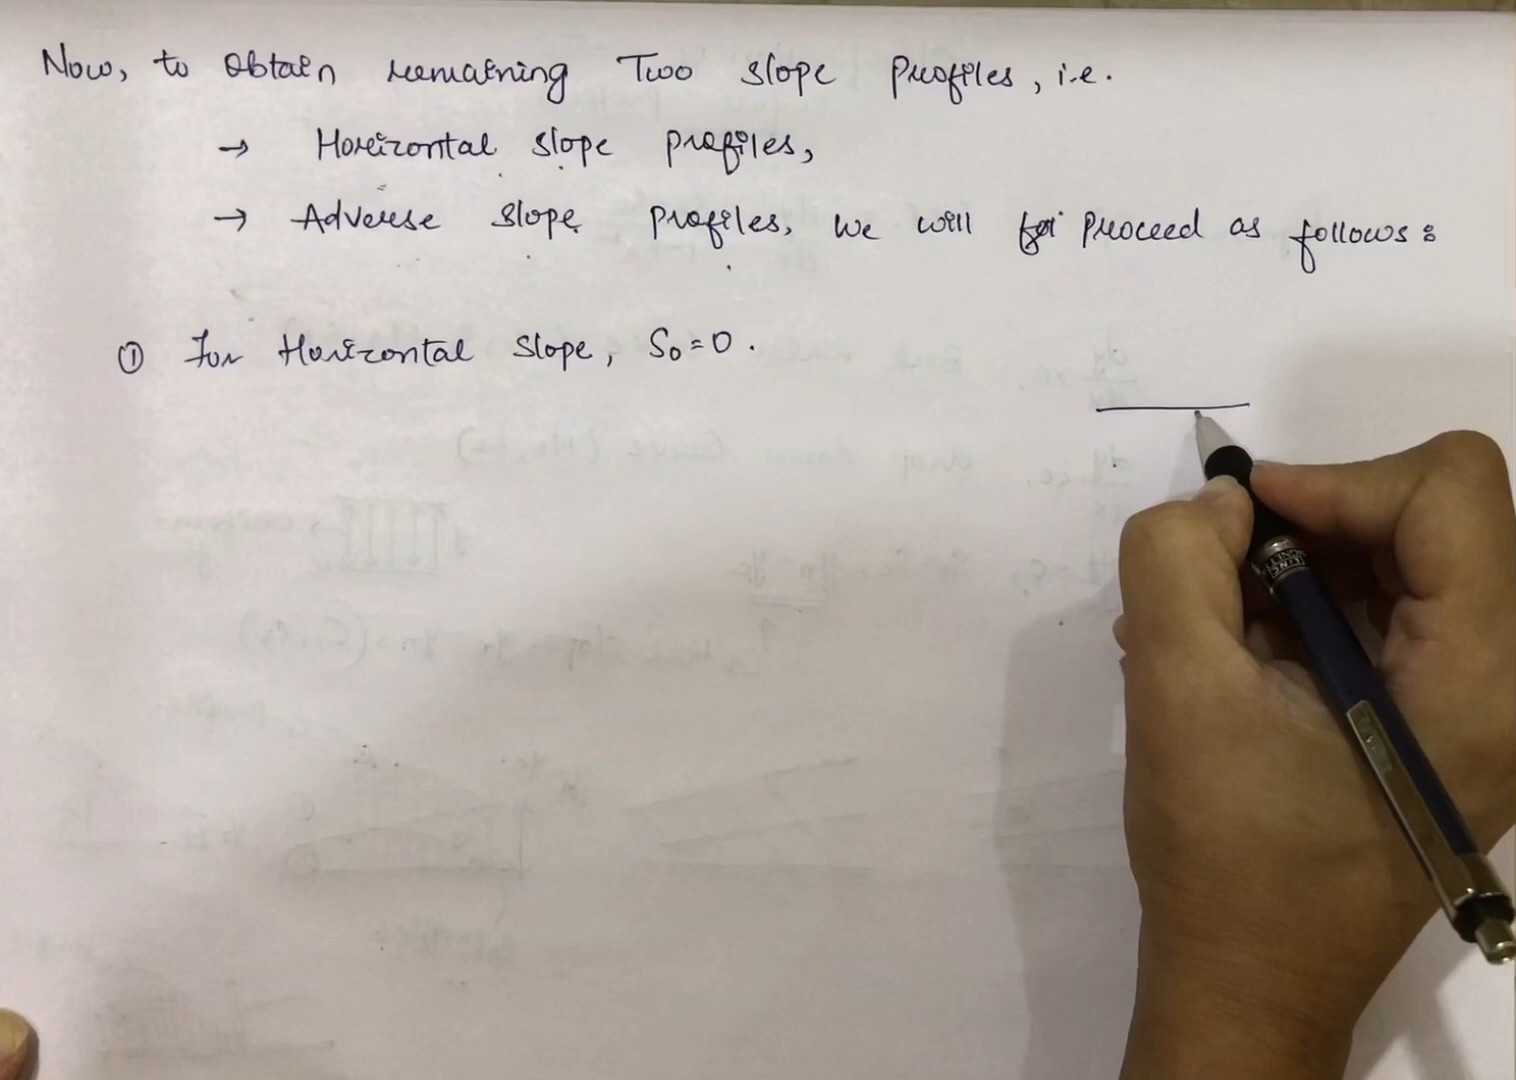 Now, to obtain remaining Two slope profiles, i.e.
→ Horizontal slope profiles,
→ Adverse slope profiles, we will proceed as follows:
① For Horizontal slope, S₀=0.